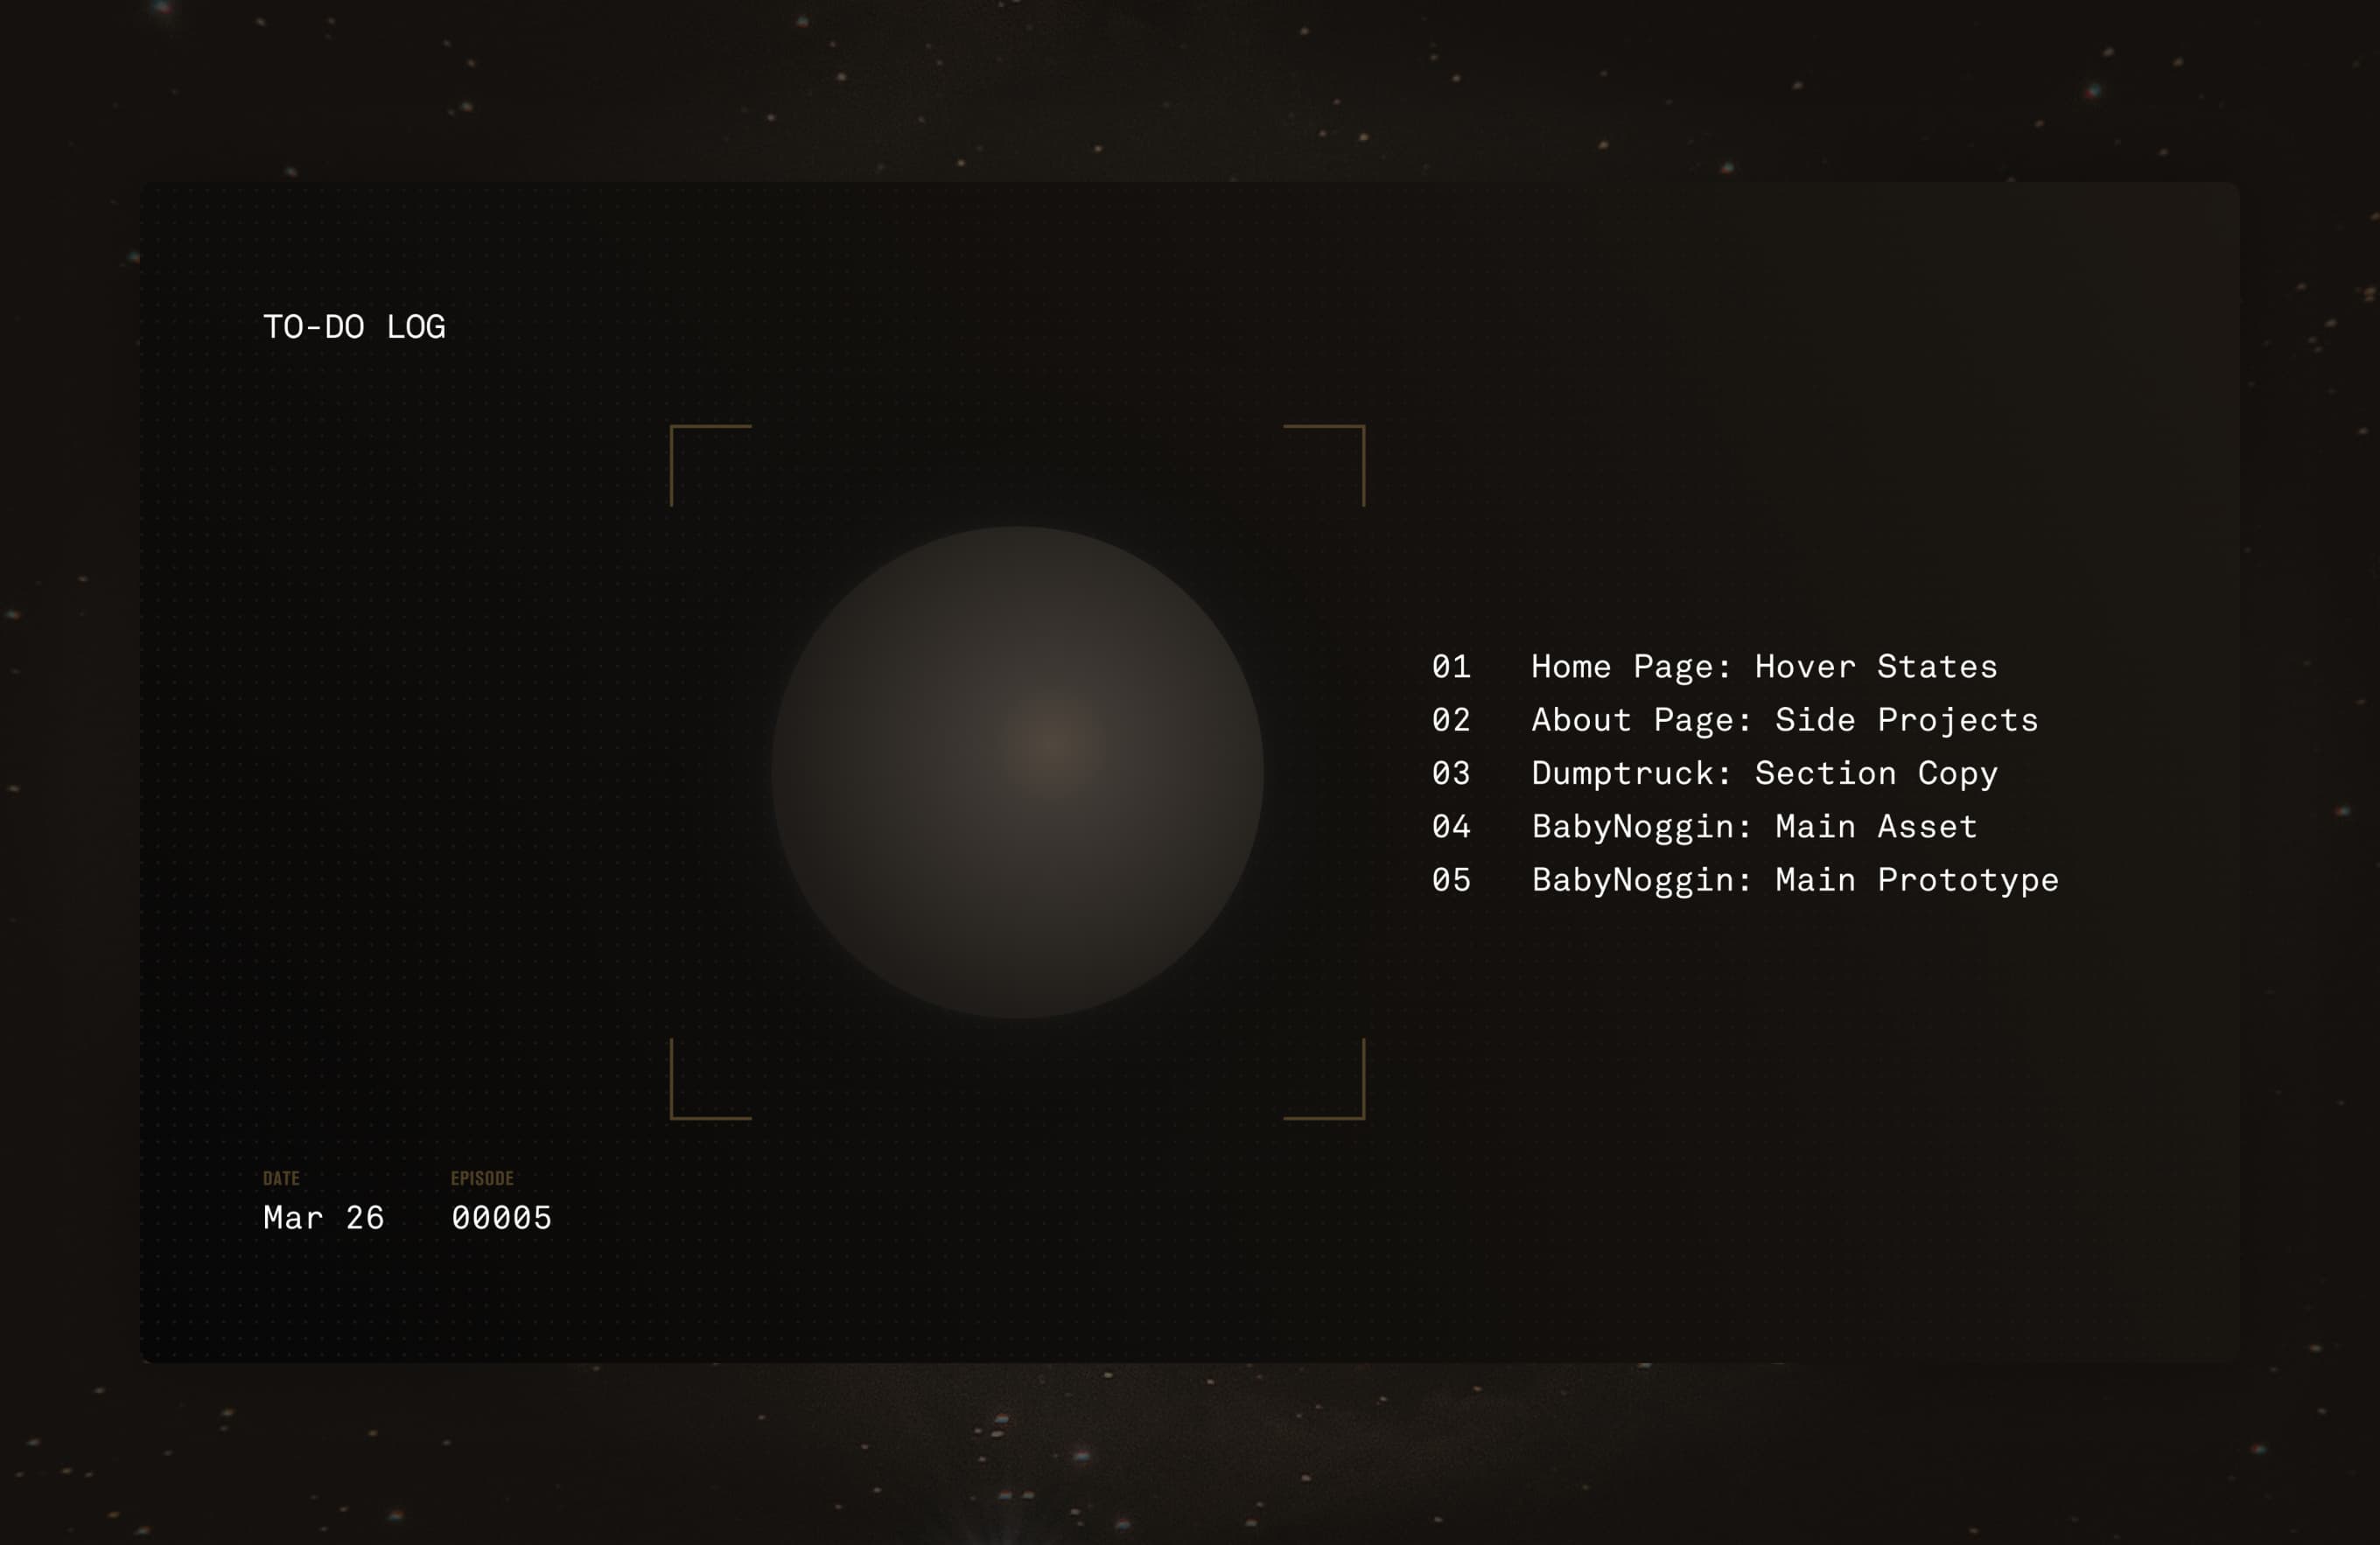 TO-DO LOG
01 Home Page: Hover States
02 About Page: Side Projects
03 Dumptruck: Section Copy
04 BabyNoggin: Main Asset
05 BabyNoggin: Main Prototype
DATE EPISODE
Mar 26 00005